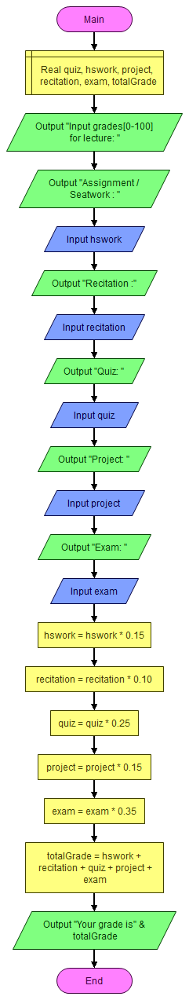 Main
Real quiz, hswork, project,
recitation, exam, totalGrade
Output "Input grades[0-100]
for lecture: "
Output "Assignment /
Seatwork : "
Input hswork
Output "Recitation :"
Input recitation
Output "Quiz: "
Input quiz
Output "Project: "
Input project
Output "Exam: "
Input exam
hswork = hswork * 0.15
recitation = recitation * 0.10
quiz = quiz * 0.25
project = project * 0.15
exam = exam * 0.35
totalGrade = hswork +
recitation + quiz + project +
exam
Output "Your grade is" &
totalGrade
End